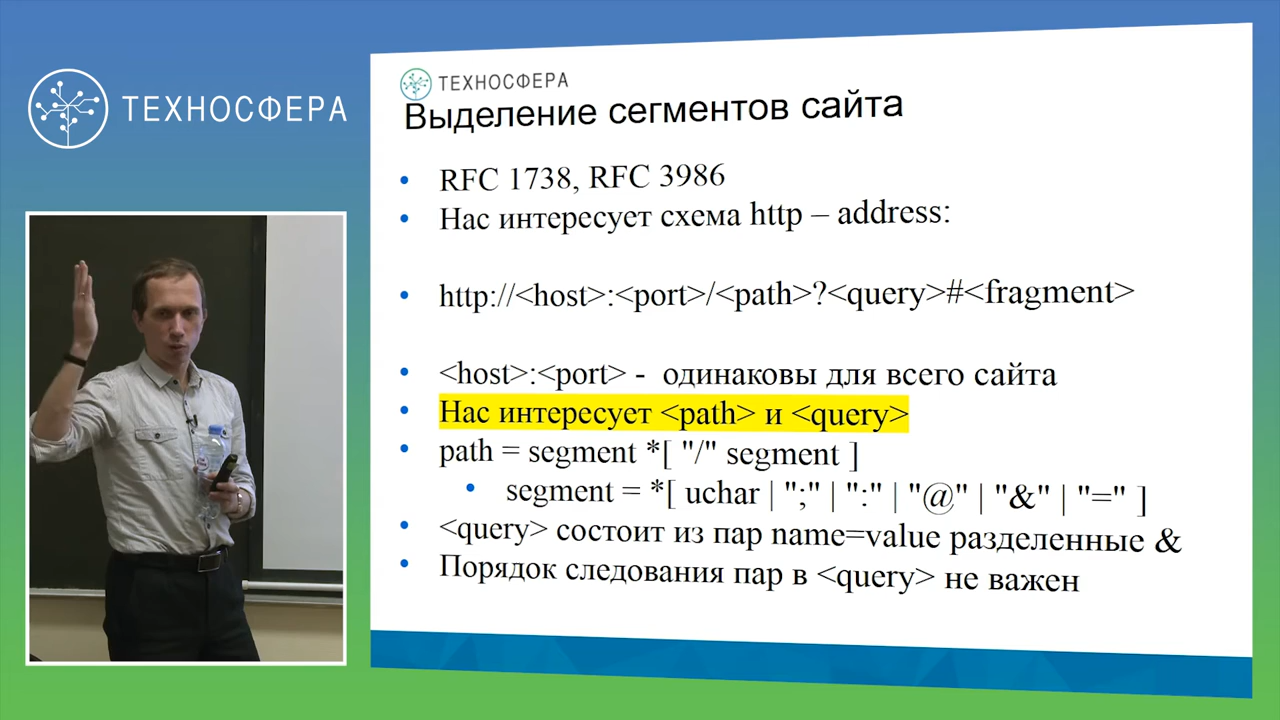 ТЕХНОСФЕРА
ТЕХНОСФЕРА
Выделение сегментов сайта
• RFC 1738, RFC 3986
• Нас интересует схема http – address:
• http://<host>:<port>/<path>?<query>#<fragment>
• <host>:<port> - одинаковы для всего сайта
• Нас интересует <path> и <query>
• path = segment *[ "/" segment ]
• segment = *[ uchar | ";" | ":" | "@" | "&" | "=" ]
• <query> состоит из пар name=value разделенные &
• Порядок следования пар в <query> не важен